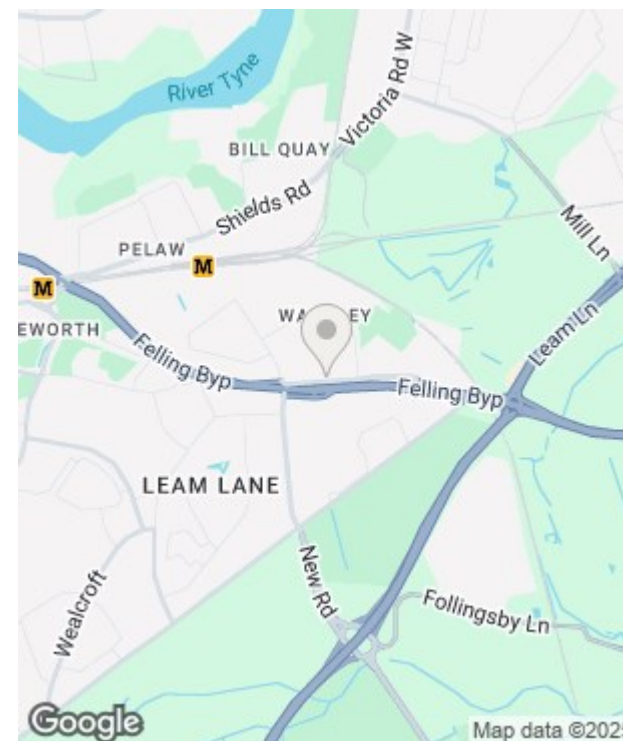 River Tyne
Victoria Rd W
BILL QUAY
Shields Rd
Mill Ln
PELAW
M
M
EWORTH
Leam Ln
Felling Byp
Felling Byp
LEAM LANE
New Rd
Wealcroft
Follingsby Ln
Google
Map data ©2025